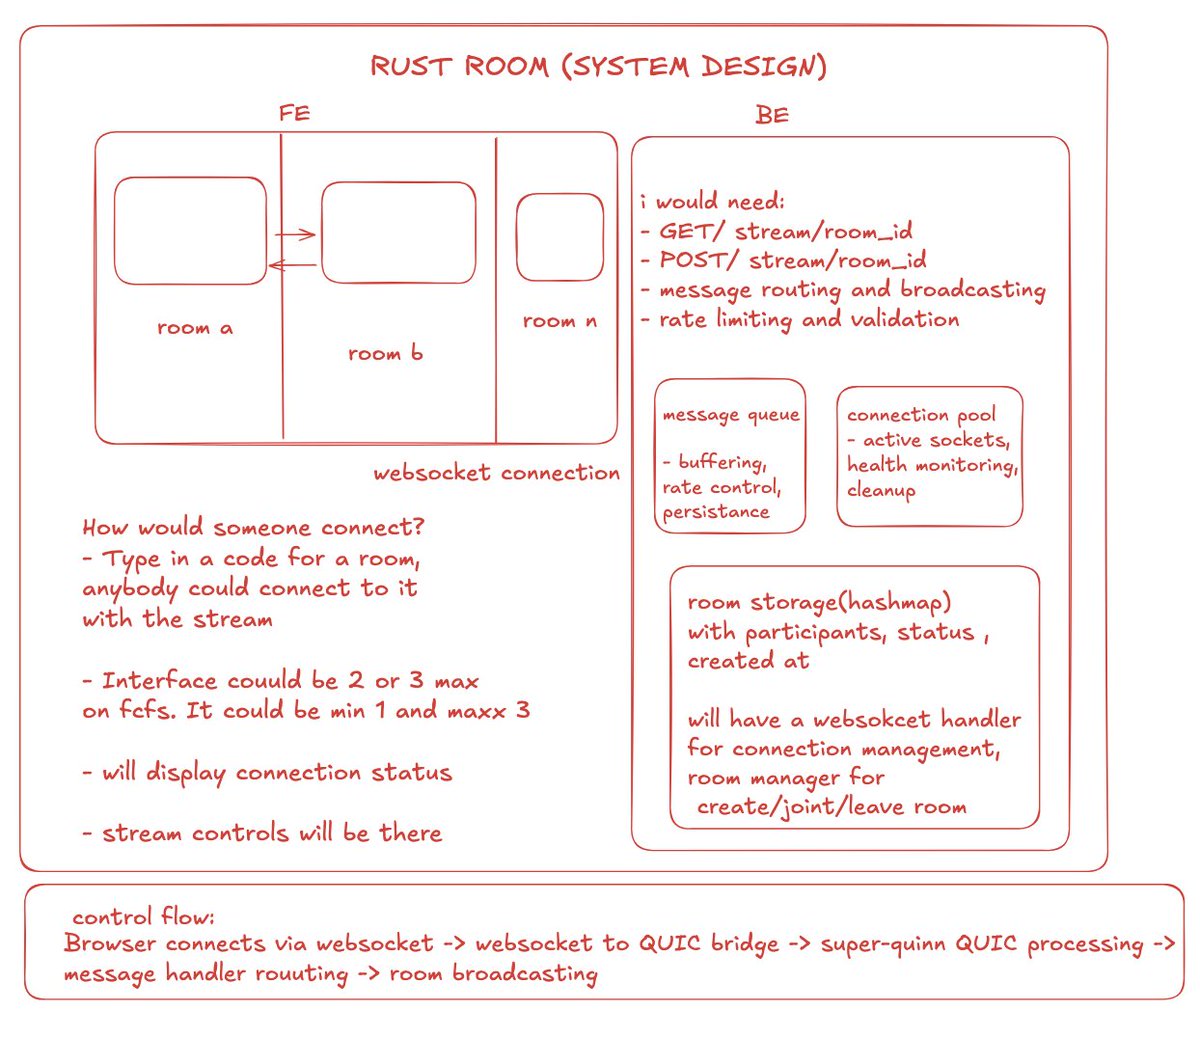 RUST ROOM (SYSTEM DESIGN)
FE
room a
room b
room n
websocket connection
How would someone connect?
- Type in a code for a room,
anybody could connect to it
with the stream
- Interface couuld be 2 or 3 max
on fcfs. It could be min 1 and maxx 3
- will display connection status
- stream controls will be there
BE
i would need:
- GET/ stream/room_id
- POST/ stream/room_id
- message routing and broadcasting
- rate limiting and validation
message queue
- buffering,
rate control,
persistance
connection pool
- active sockets,
health monitoring,
cleanup
room storage(hashmap)
with participants, status ,
created at
will have a websokcet handler
for connection management,
room manager for
create/joint/leave room
control flow:
Browser connects via websocket -> websocket to QUIC bridge -> super-quinn QUIC processing ->
message handler rouuting -> room broadcasting